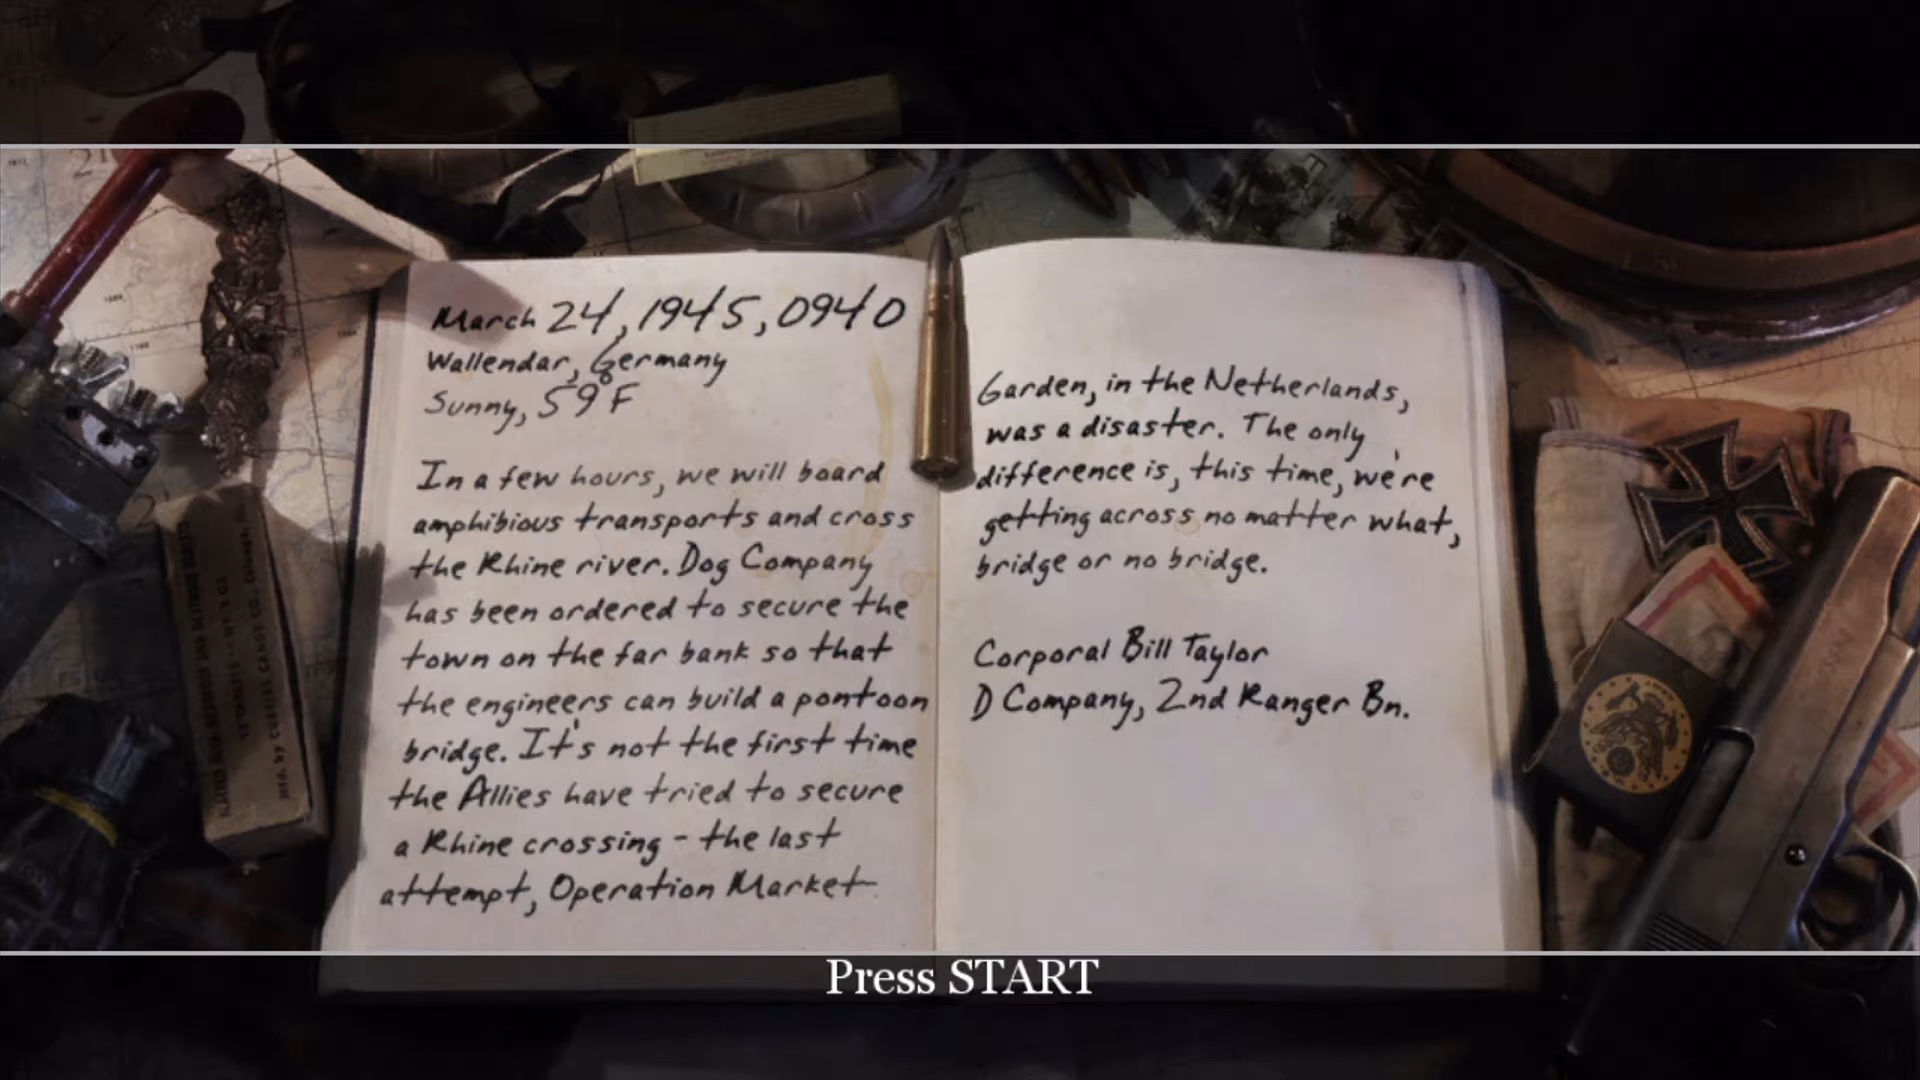 March 24, 1945, 0940
Wallendar, Germany
Sunny, 59F
In a few hours, we will board
amphibious transports and cross
the Rhine river. Dog Company
has been ordered to secure the
town on the far bank so that
the engineers can build a pontoon
bridge. It's not the first time
the Allies have tried to secure
a Rhine crossing - the last
attempt, Operation Market
Garden, in the Netherlands,
was a disaster. The only
difference is, this time, we're
getting across no matter what,
bridge or no bridge.
Corporal Bill Taylor
D Company, 2nd Ranger Bn.
Press START